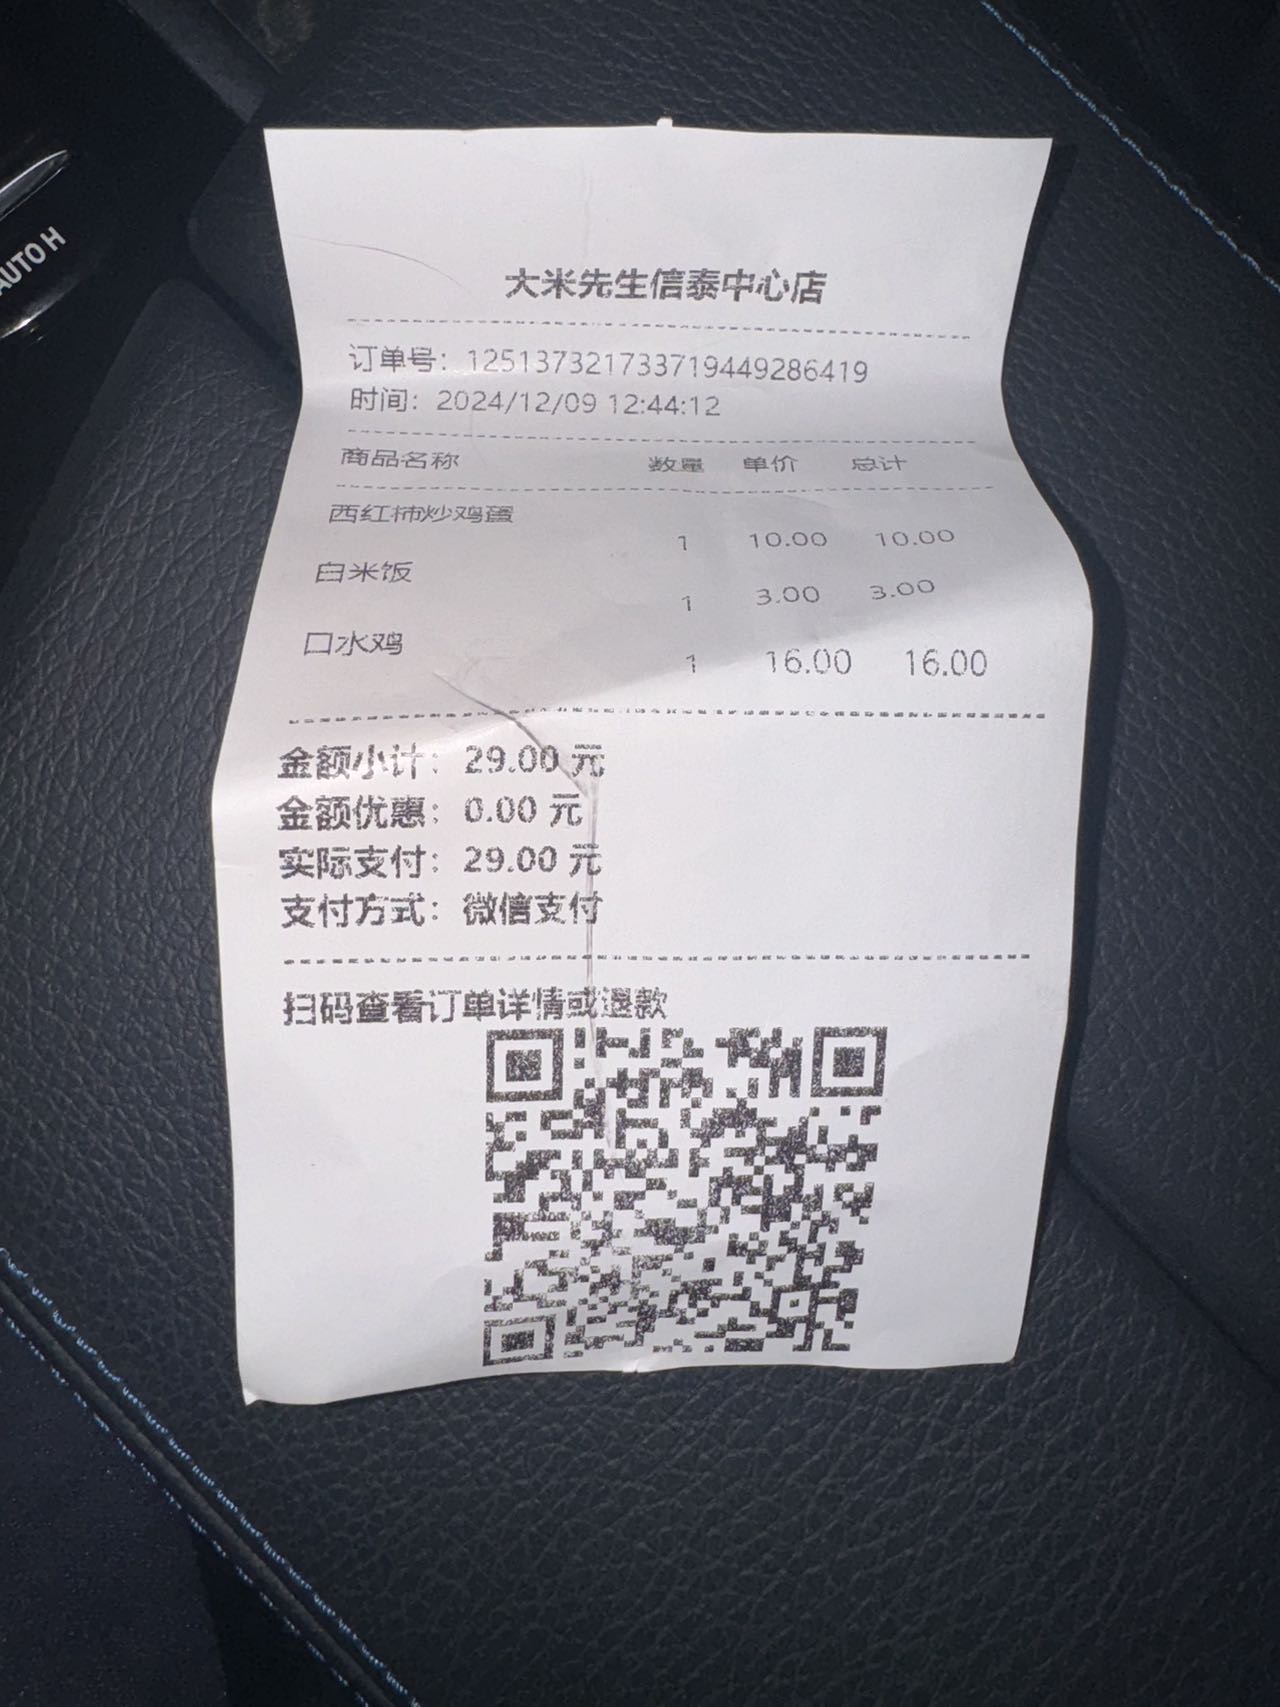 AUTO H
大米先生信泰中心店
订单号：1251373217337194492​86419
时间：2024/12/09 12:44:12
商品名称 数量 单价 总计
西红柿炒鸡蛋
1 10.00 10.00
白米饭
1 3.00 3.00
口水鸡
1 16.00 16.00
金额小计：29.00 元
金额优惠：0.00 元
实际支付：29.00 元
支付方式：微信支付
扫码查看订单详情或退款